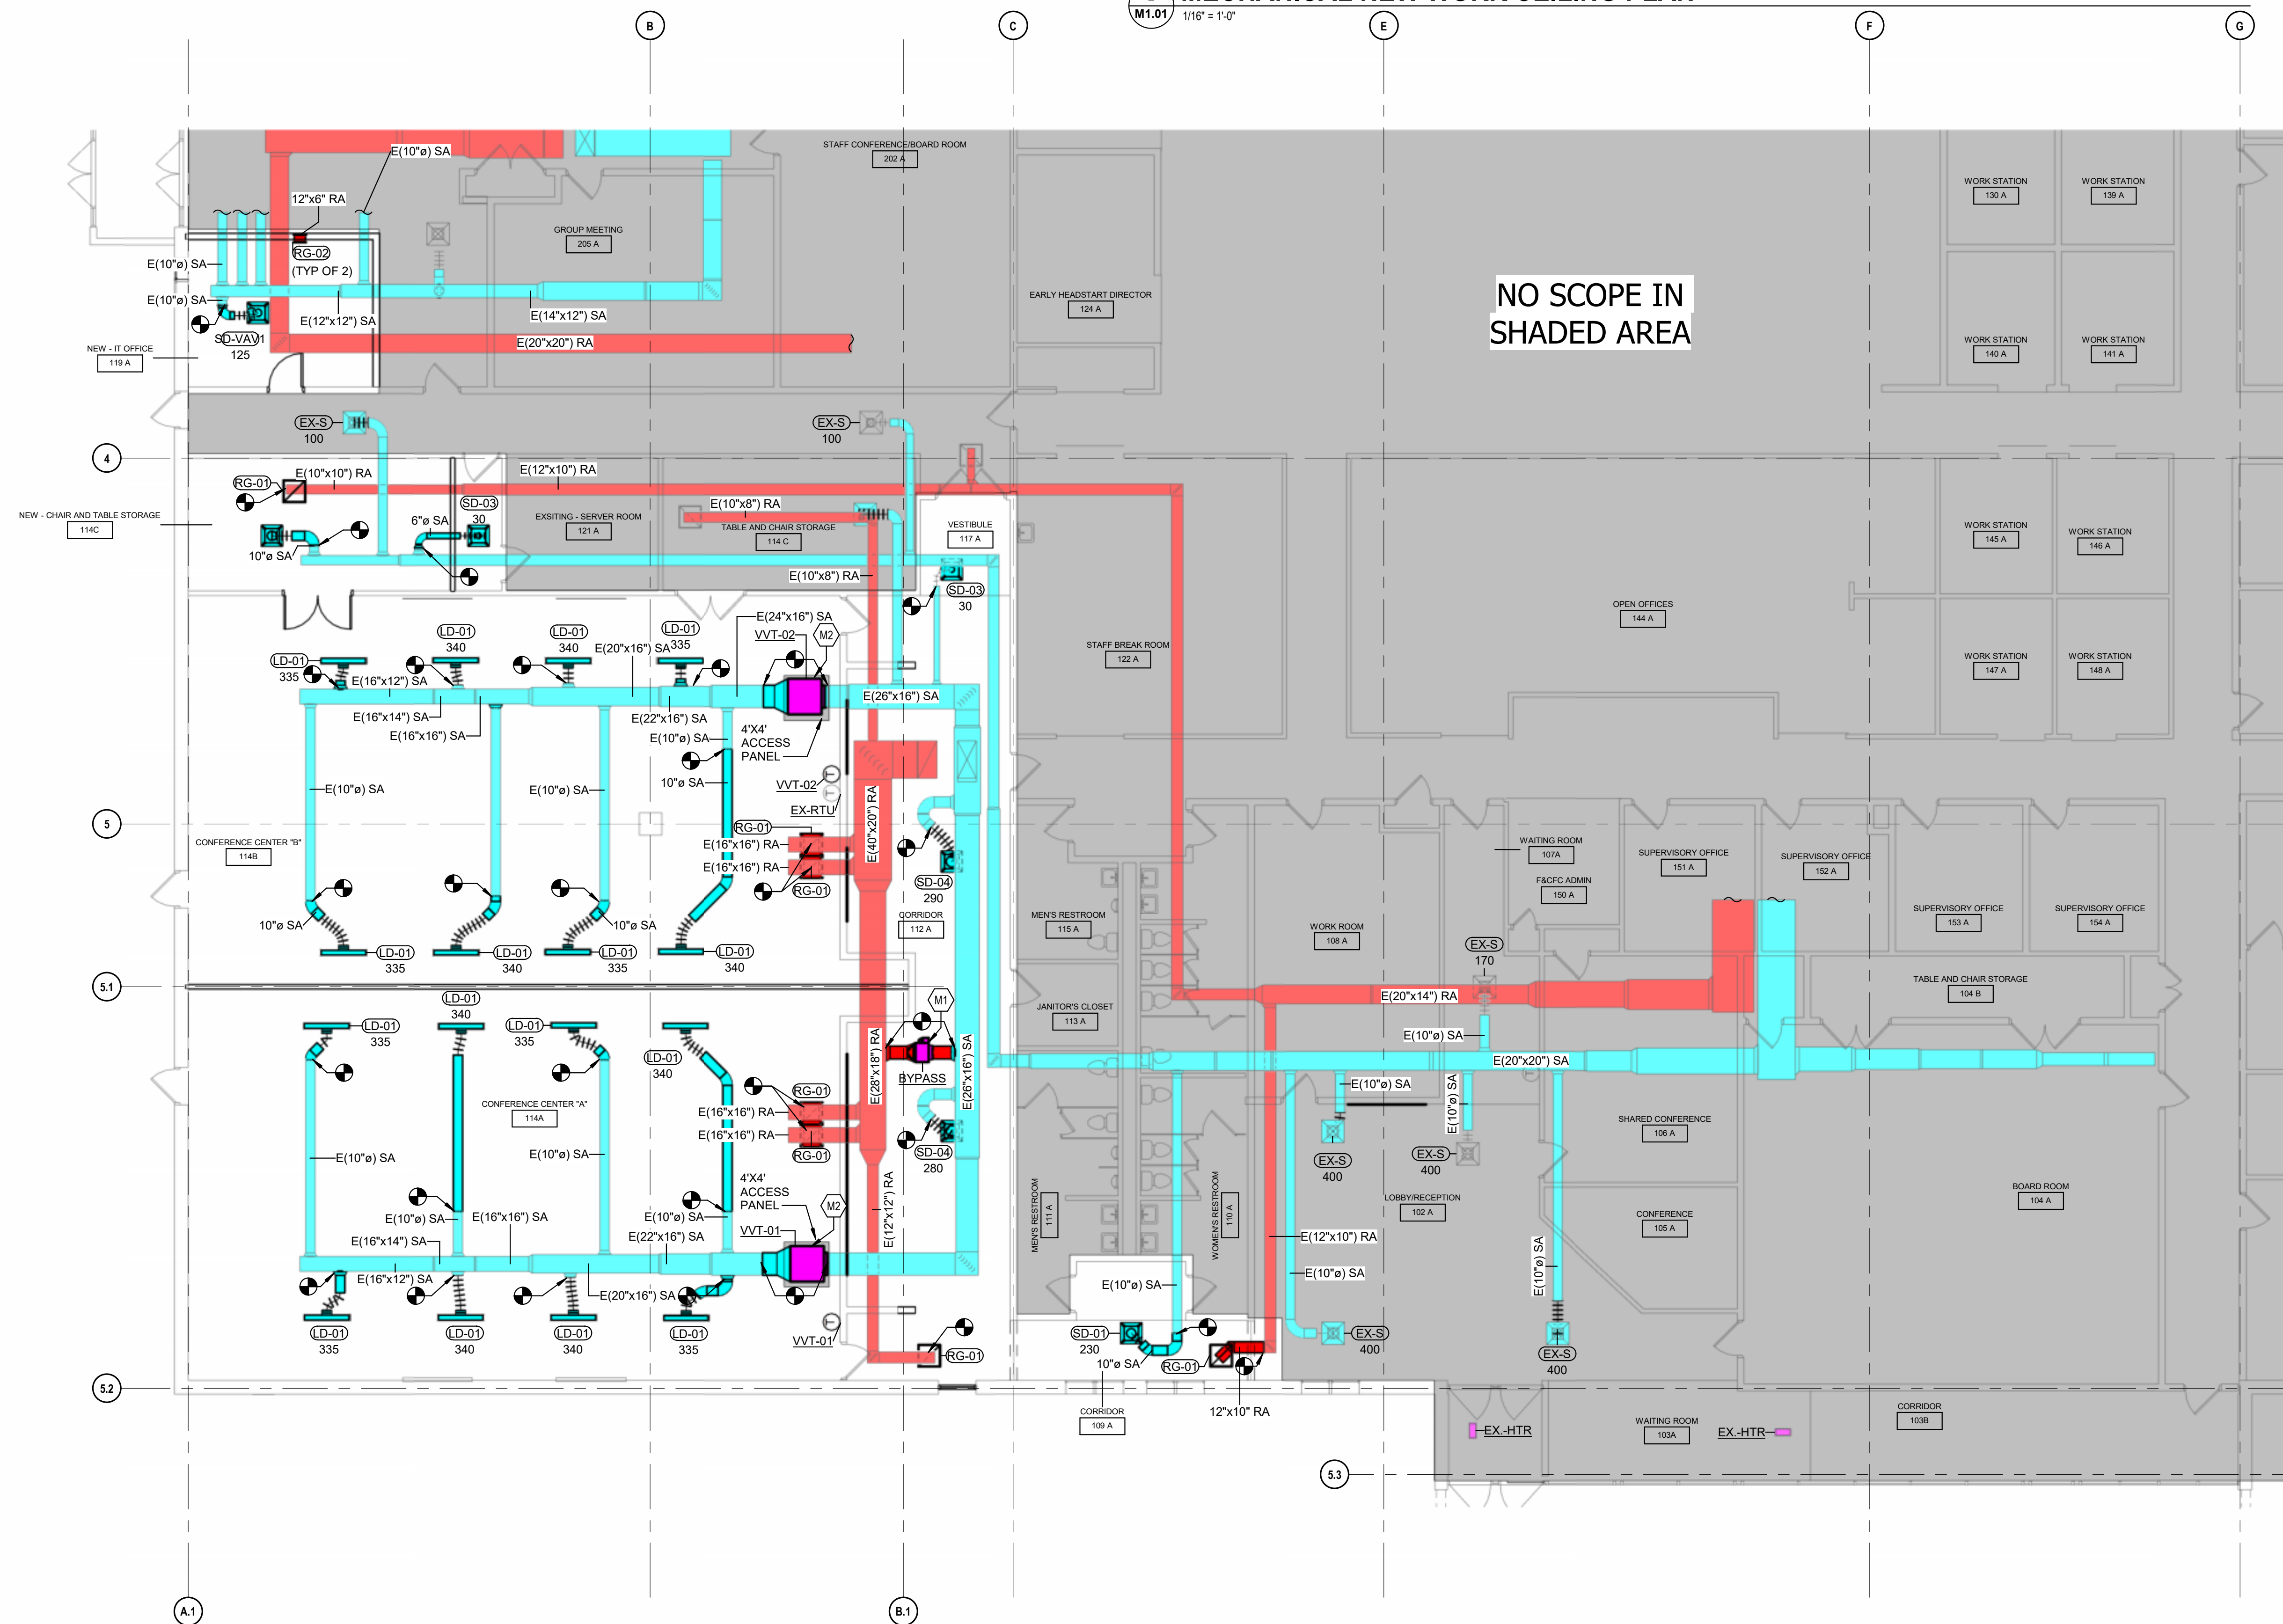 M1.01
1/16" = 1'-0"
B
C
E
F
G
STAFF CONFERENCE/BOARD ROOM
202 A
E(10"ø) SA
12"x6" RA
WORK STATION
130 A
WORK STATION
139 A
GROUP MEETING
205 A
RG-02
(TYP OF 2)
E(10"ø) SA
E(10"ø) SA
E(12"x12") SA
E(14"x12") SA
EARLY HEADSTART DIRECTOR
124 A
NO SCOPE IN
SHADED AREA
SD-VAV1
125
E(20"x20") RA
NEW - IT OFFICE
119 A
WORK STATION
140 A
WORK STATION
141 A
EX-S
100
EX-S
100
4
RG-01
E(10"x10") RA
E(12"x10") RA
SD-03
30
E(10"x8") RA
NEW - CHAIR AND TABLE STORAGE
114C
6"ø SA
EXSITING - SERVER ROOM
121 A
TABLE AND CHAIR STORAGE
114 C
VESTIBULE
117 A
WORK STATION
145 A
WORK STATION
146 A
10"ø SA
E(10"x8") RA
SD-03
30
OPEN OFFICES
144 A
E(24"x16") SA
LD-01
340
LD-01
340
LD-01
335
VVT-02
M2
E(20"x16") SA
STAFF BREAK ROOM
122 A
WORK STATION
147 A
WORK STATION
148 A
LD-01
335
E(16"x12") SA
E(26"x16") SA
E(16"x14") SA
E(22"x16") SA
E(16"x16") SA
E(10"ø) SA
4'X4'
ACCESS
PANEL
E(10"ø) SA
E(10"ø) SA
10"ø SA
VVT-02
EX-RTU
E(40"x20") RA
5
RG-01
CONFERENCE CENTER "B"
114B
E(16"x16") RA
E(16"x16") RA
RG-01
SD-04
290
WAITING ROOM
107A
F&CFC ADMIN
150 A
SUPERVISORY OFFICE
151 A
SUPERVISORY OFFICE
152 A
10"ø SA
10"ø SA
CORRIDOR
112 A
MEN'S RESTROOM
115 A
WORK ROOM
108 A
SUPERVISORY OFFICE
153 A
SUPERVISORY OFFICE
154 A
LD-01
335
LD-01
340
LD-01
335
LD-01
340
EX-S
170
5.1
LD-01
340
M1
JANITOR'S CLOSET
113 A
E(20"x14") RA
TABLE AND CHAIR STORAGE
104 B
LD-01
335
LD-01
335
LD-01
340
E(28"x18") RA
BYPASS
E(26"x16") SA
E(10"ø) SA
E(20"x20") SA
CONFERENCE CENTER "A"
114A
RG-01
E(16"x16") RA
E(16"x16") RA
RG-01
E(10"ø) SA
E(10"ø) SA
SHARED CONFERENCE
106 A
E(10"ø) SA
E(10"ø) SA
SD-04
280
EX-S
400
EX-S
400
4'X4'
ACCESS
PANEL
M2
E(12"x12") RA
MEN'S RESTROOM
111 A
WOMEN'S RESTROOM
110 A
LOBBY/RECEPTION
102 A
CONFERENCE
105 A
BOARD ROOM
104 A
E(10"ø) SA
E(16"x16") SA
E(10"ø) SA
E(16"x14") SA
E(22"x16") SA
VVT-01
E(12"x10") RA
E(16"x12") SA
E(20"x16") SA
E(10"ø) SA
E(10"ø) SA
E(10"ø) SA
LD-01
335
LD-01
340
LD-01
340
LD-01
335
VVT-01
RG-01
SD-01
230
10"ø SA
RG-01
EX-S
400
EX-S
400
5.2
12"x10" RA
CORRIDOR
109 A
EX.-HTR
WAITING ROOM
103A
EX.-HTR
CORRIDOR
103B
5.3
A.1
B.1